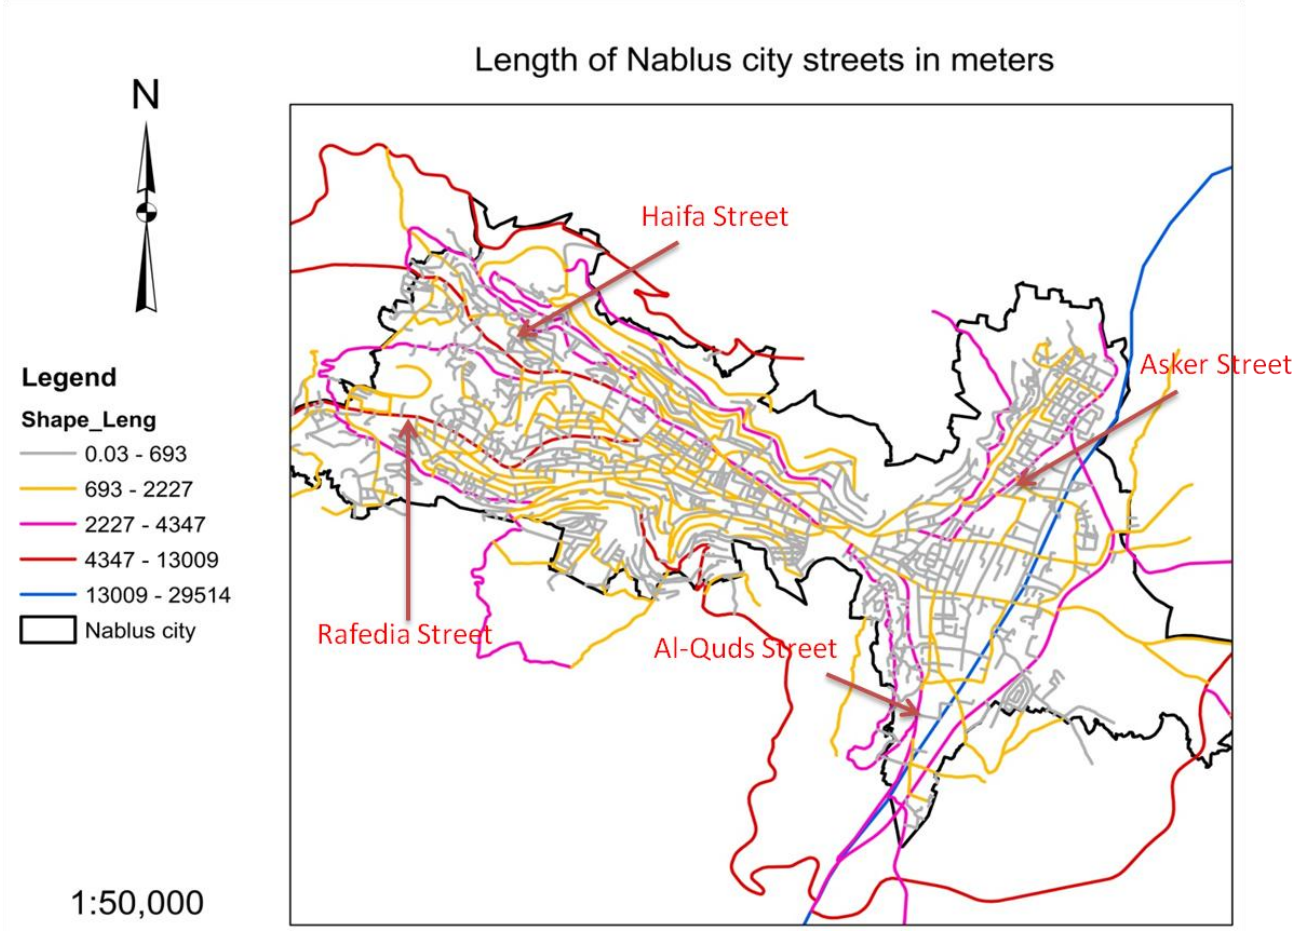 Length of Nablus city streets in meters
N
Haifa Street
Asker Street
Legend
Shape_Leng
0.03 - 693
693 - 2227
2227 - 4347
4347 - 13009
13009 - 29514
Nablus city
Rafedia Street
Al-Quds Street
1:50,000